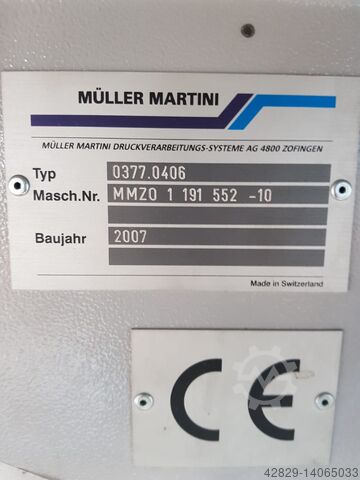 MÜLLER MARTINI
MÜLLER MARTINI DRUCKVERARBEITUNGS-SYSTEME AG 4800 ZOFINGEN
Typ 0377.0406
Masch.Nr. MMZO 1 191 552 -10
Baujahr 2007
Made in Switzerland
CE
42829-14065033